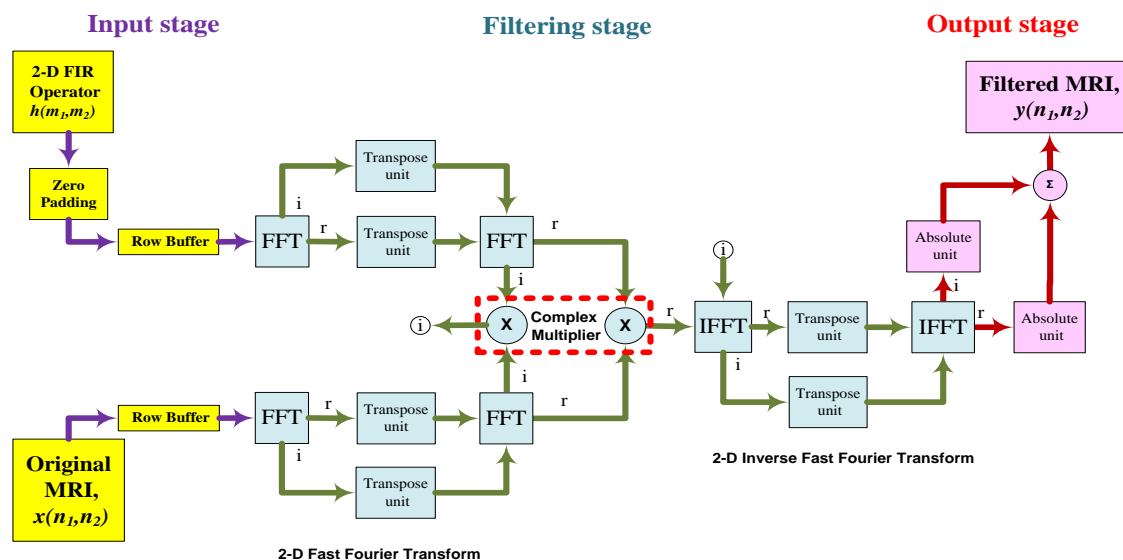 Input stage
Filtering stage
Output stage
2-D FIR
Operator
h(m₁,m₂)
Filtered MRI,
y(n₁,n₂)
Zero
Padding
Row Buffer
FFT
i
r
Transpose
unit
Transpose
unit
FFT
r
i
Σ
Absolute
unit
i
i
X
Complex
Multiplier
X
r
IFFT
r
i
Transpose
unit
Transpose
unit
IFFT
i
r
Absolute
unit
Row Buffer
FFT
r
i
Transpose
unit
Transpose
unit
FFT
i
r
Original
MRI,
x(n₁,n₂)
2-D Inverse Fast Fourier Transform
2-D Fast Fourier Transform